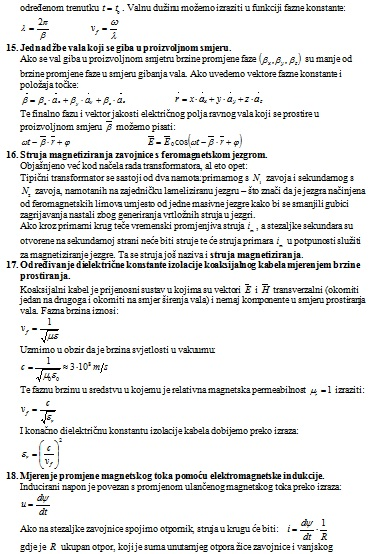 određenom trenutku t = t₀. Valnu dužinu možemo izraziti u funkciji fazne konstante:
λ = 2π/β    v_f = ω/λ
15. Jednadžbe vala koji se giba u proizvoljnom smjeru.
Ako se val giba u proizvoljnom smjetru brzine promjene faze (β_x, β_y, β_z) su manje od
brzine promjene faze u smjeru gibanja vala. Ako uvedemo vektore fazne konstante i
položaja točke:
β⃗ = β_x·a⃗_x + β_y·a⃗_y + β_z·a⃗_z    r⃗ = x·a⃗_x + y·a⃗_y + z·a⃗_z
Te finalno fazu i vektor jakosti električnog polja ravnog vala koji se prostire u
proizvoljnom smjeru β⃗ možemo pisati:
ωt − β⃗·r⃗ + φ    E⃗ = E⃗₀cos(ωt − β⃗·r⃗ + φ)
16. Struja magnetiziranja zavojnice s feromagnetskom jezgrom.
Objašnjeno već kod načela rada transformatora, al eto opet:
Tipični transformator se sastoji od dva namota: primarnog s N₁ zavoja i sekundarnog s
N₂ zavoja, namotanih na zajedničku lameliziranu jezgru – što znači da je jezgra načinjena
od feromagnetskih limova umjesto od jedne masivne jezgre kako bi se smanjili gubici
zagrijavanja nastali zbog generiranja vrtložnih struja u jezgri.
Ako kroz primarni krug teče vremenski promjenjiva struja i_m, a stezaljke sekundara su
otvorene na sekundarnoj strani neće biti struje te će struja primara i_m u potpunosti služiti
za magnetiziranje jezgre. Ta se struja još naziva i struja magnetiziranja.
17. Određivanje dielektrične konstante izolacije koaksijalnog kabela mjerenjem brzine
prostiranja.
Koaksijalni kabel je prijenosni sustav u kojima su vektori E⃗ i H⃗ transverzalni (okomiti
jedan na drugoga i okomiti na smjer širenja vala) i nemaj komponente u smjeru prostiranja
vala. Fazna brzina iznosi:
v_f = 1/√(με)
Uzmimo u obzir da je brzina svjetlosti u vakuumu:
c = 1/√(μ₀ε₀) ≈ 3·10⁸ m/s
Te faznu brzinu u sredstvu u kojemu je relativna magnetska permeabilnost μ_r = 1 izraziti:
v_f = c/√ε_r
I konačno dielektričnu konstantu izolacije kabela dobijemo preko izraza:
ε_r = (c/v_f)²
18. Mjerenje promjene magnetskog toka pomoću elektromagnetske indukcije.
Inducirani napon je povezan s promjenom ulančenog magnetskog toka preko izraza:
u = dψ/dt
Ako na stezaljke zavojnice spojimo otpornik, struja u krugu će biti: i = dψ/dt · 1/R
gdje je R ukupan otpor, koji je suma unutarnjeg otpora žice zavojnice i vanjskog